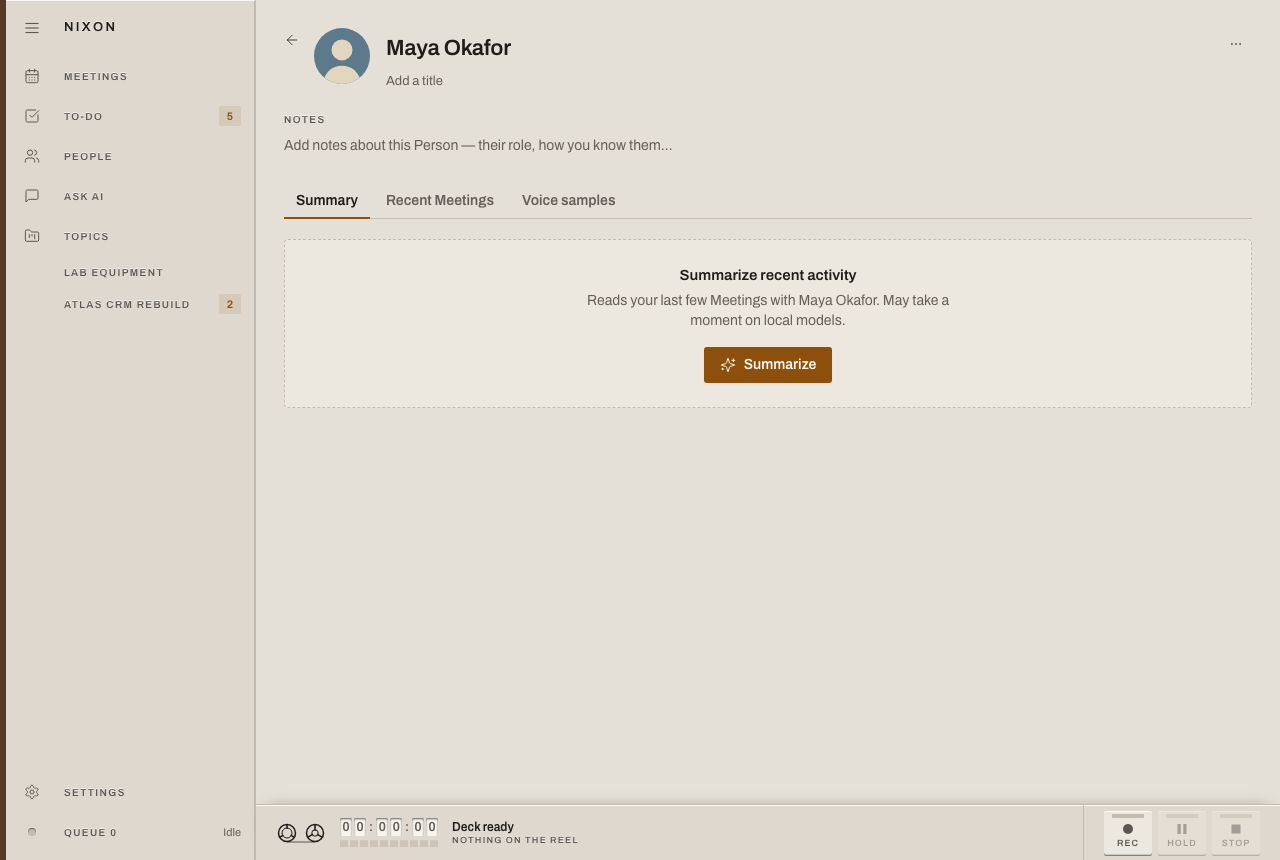 NIXON
MEETINGS
TO-DO 5
PEOPLE
ASK AI
TOPICS
LAB EQUIPMENT
ATLAS CRM REBUILD 2
SETTINGS
QUEUE 0 Idle
Maya Okafor
Add a title
NOTES
Add notes about this Person — their role, how you know them...
Summary Recent Meetings Voice samples
Summarize recent activity
Reads your last few Meetings with Maya Okafor. May take a
moment on local models.
Summarize
00:00:00
Deck ready
NOTHING ON THE REEL
REC HOLD STOP